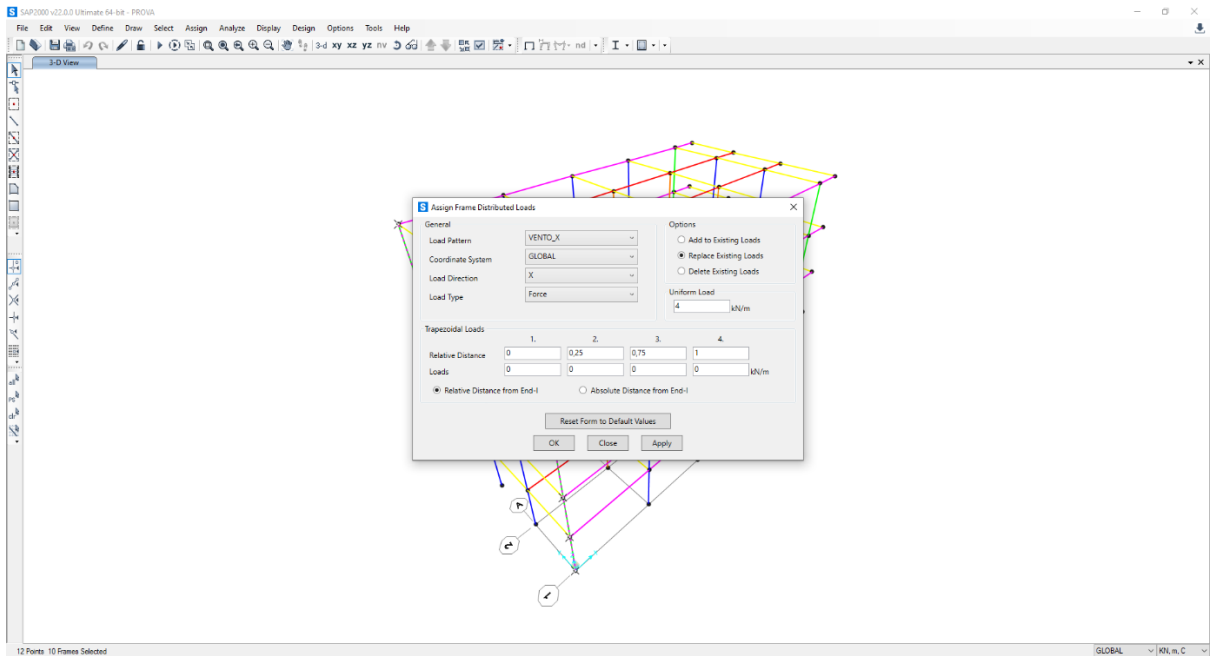 SAP2000 v22.0.0 Ultimate 64-bit - PROVA
File Edit View Define Draw Select Assign Analyze Display Design Options Tools Help
3-d xy xz yz nv nd
3-D View
Assign Frame Distributed Loads
General
Load Pattern VENTO_X
Coordinate System GLOBAL
Load Direction X
Load Type Force
Options
Add to Existing Loads
Replace Existing Loads
Delete Existing Loads
Uniform Load
4 kN/m
Trapezoidal Loads
1. 2. 3. 4.
Relative Distance 0 0,25 0,75 1
Loads 0 0 0 0 kN/m
Relative Distance from End-I Absolute Distance from End-I
Reset Form to Default Values
OK Close Apply
12 Points 10 Frames Selected
GLOBAL KN, m, C